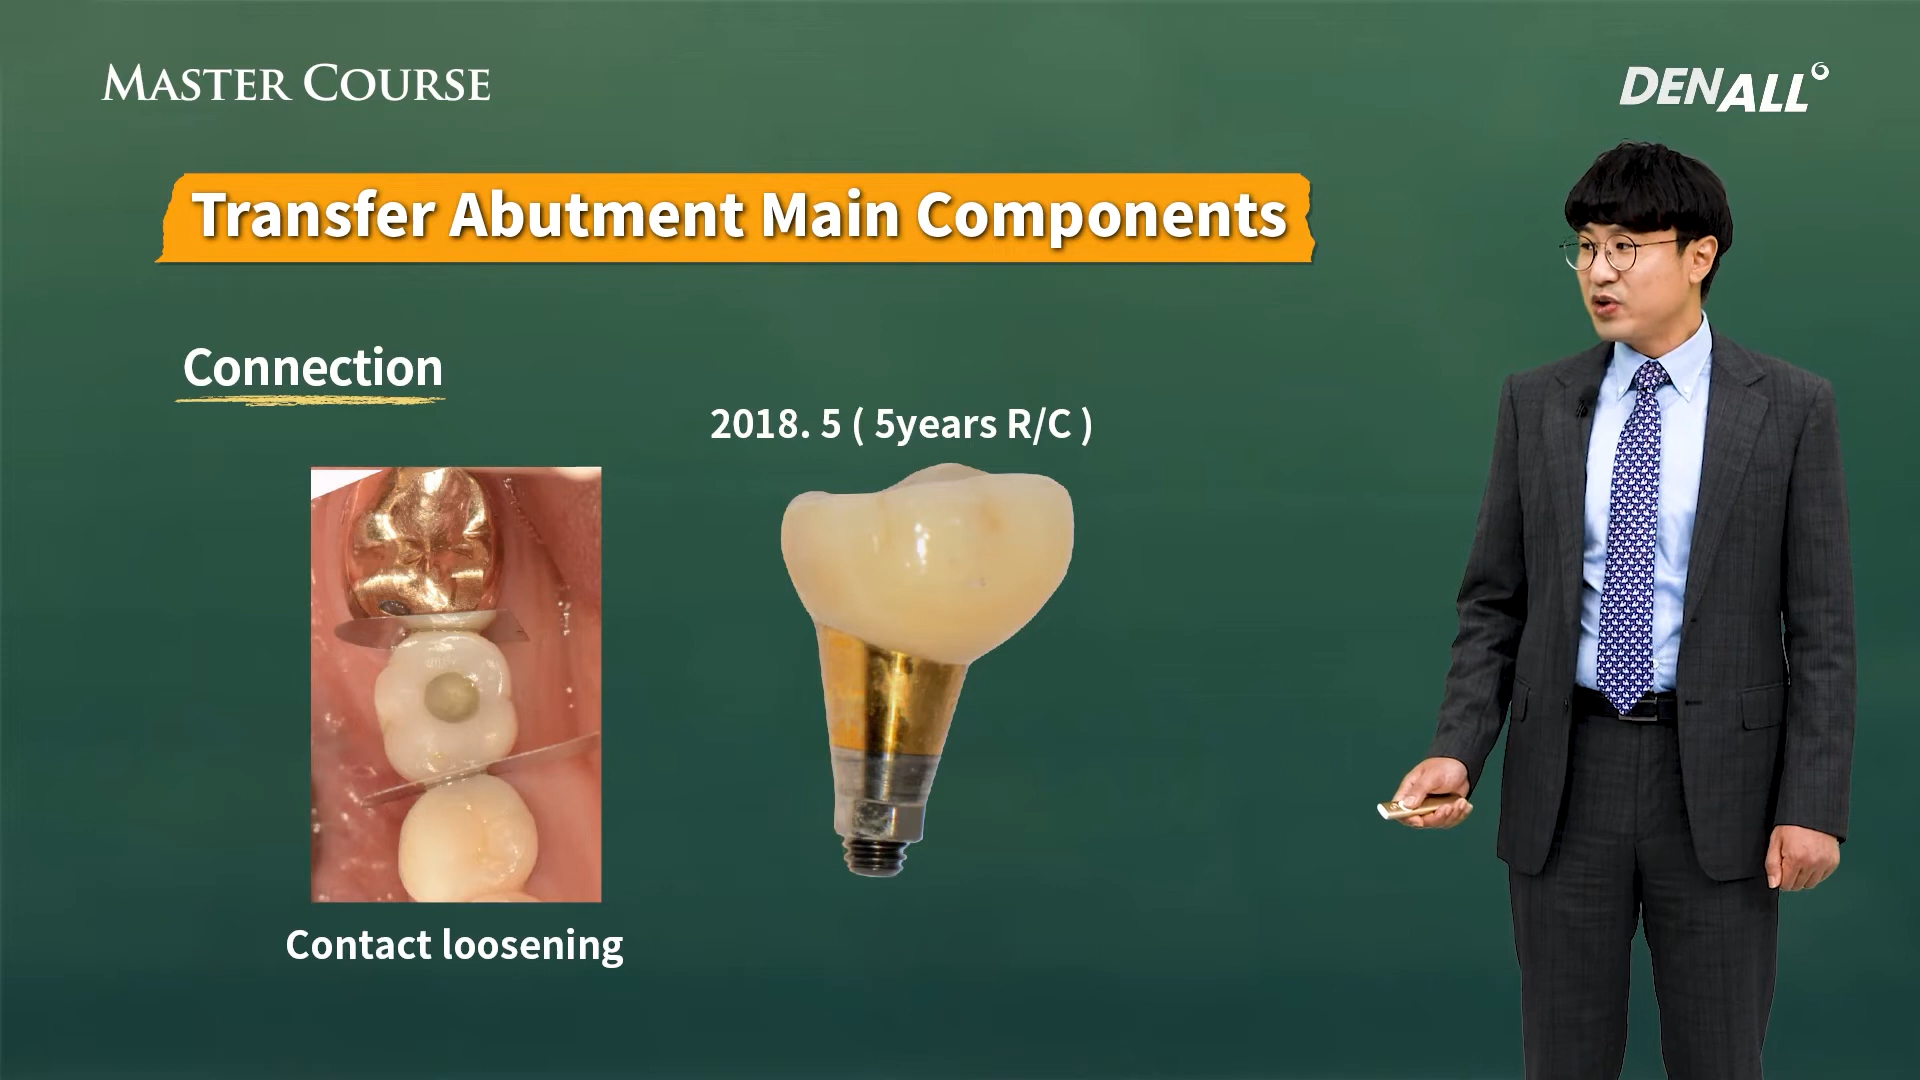 MASTER COURSE
DENALL
Transfer Abutment Main Components
Connection
2018. 5 ( 5years R/C )
Contact loosening